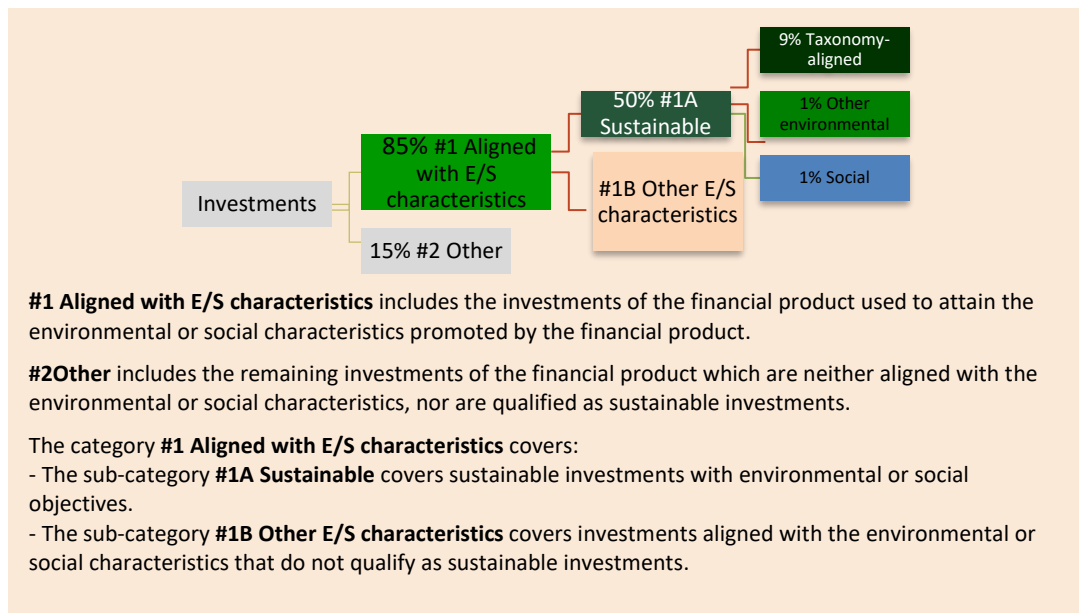 9% Taxonomy-
aligned
50% #1A
Sustainable
1% Other
environmental
85% #1 Aligned
with E/S
characteristics
#1B Other E/S
characteristics
1% Social
Investments
15% #2 Other
#1 Aligned with E/S characteristics includes the investments of the financial product used to attain the
environmental or social characteristics promoted by the financial product.
#2Other includes the remaining investments of the financial product which are neither aligned with the
environmental or social characteristics, nor are qualified as sustainable investments.
The category #1 Aligned with E/S characteristics covers:
- The sub-category #1A Sustainable covers sustainable investments with environmental or social
objectives.
- The sub-category #1B Other E/S characteristics covers investments aligned with the environmental or
social characteristics that do not qualify as sustainable investments.